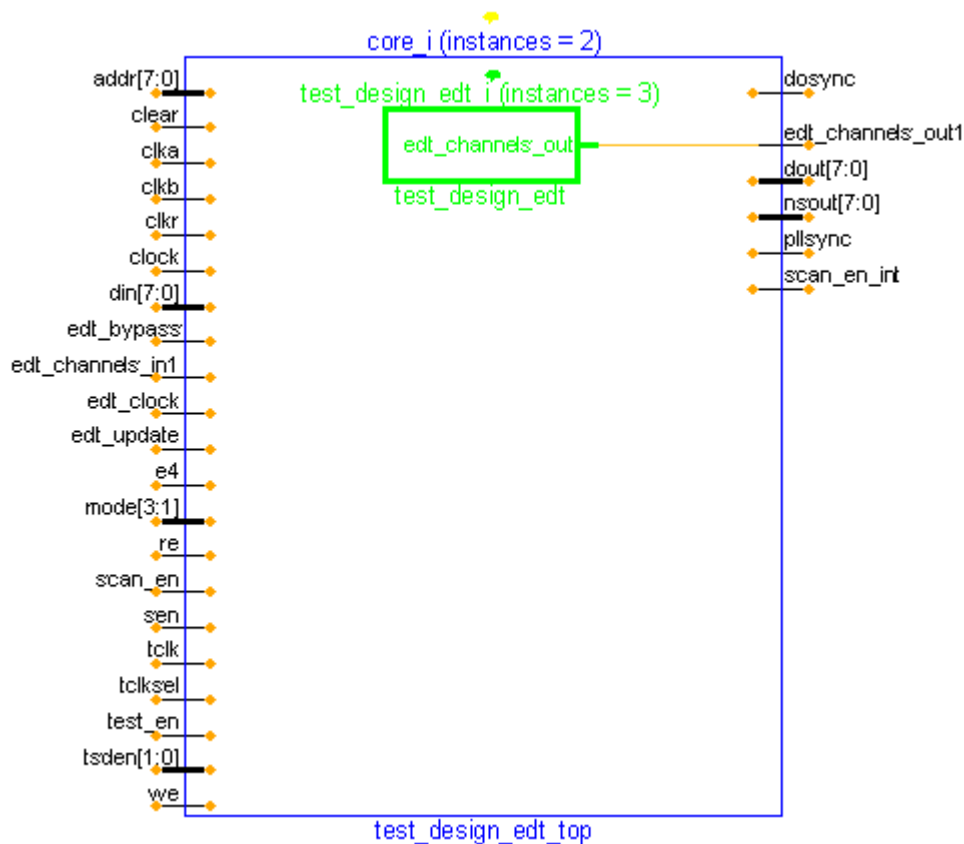 core_i (instances = 2)
addr[7:0]
clear
clka
clkb
clkr
clock
din[7:0]
edt_bypass
edt_channels_in1
edt_clock
edt_update
e4
mode[3:1]
re
scan_en
sen
tclk
tclksel
test_en
tsden[1:0]
we
test_design_edt_i (instances = 3)
edt_channels_out
test_design_edt
dosync
edt_channels_out1
dout[7:0]
nsout[7:0]
pllsync
scan_en_int
test_design_edt_top